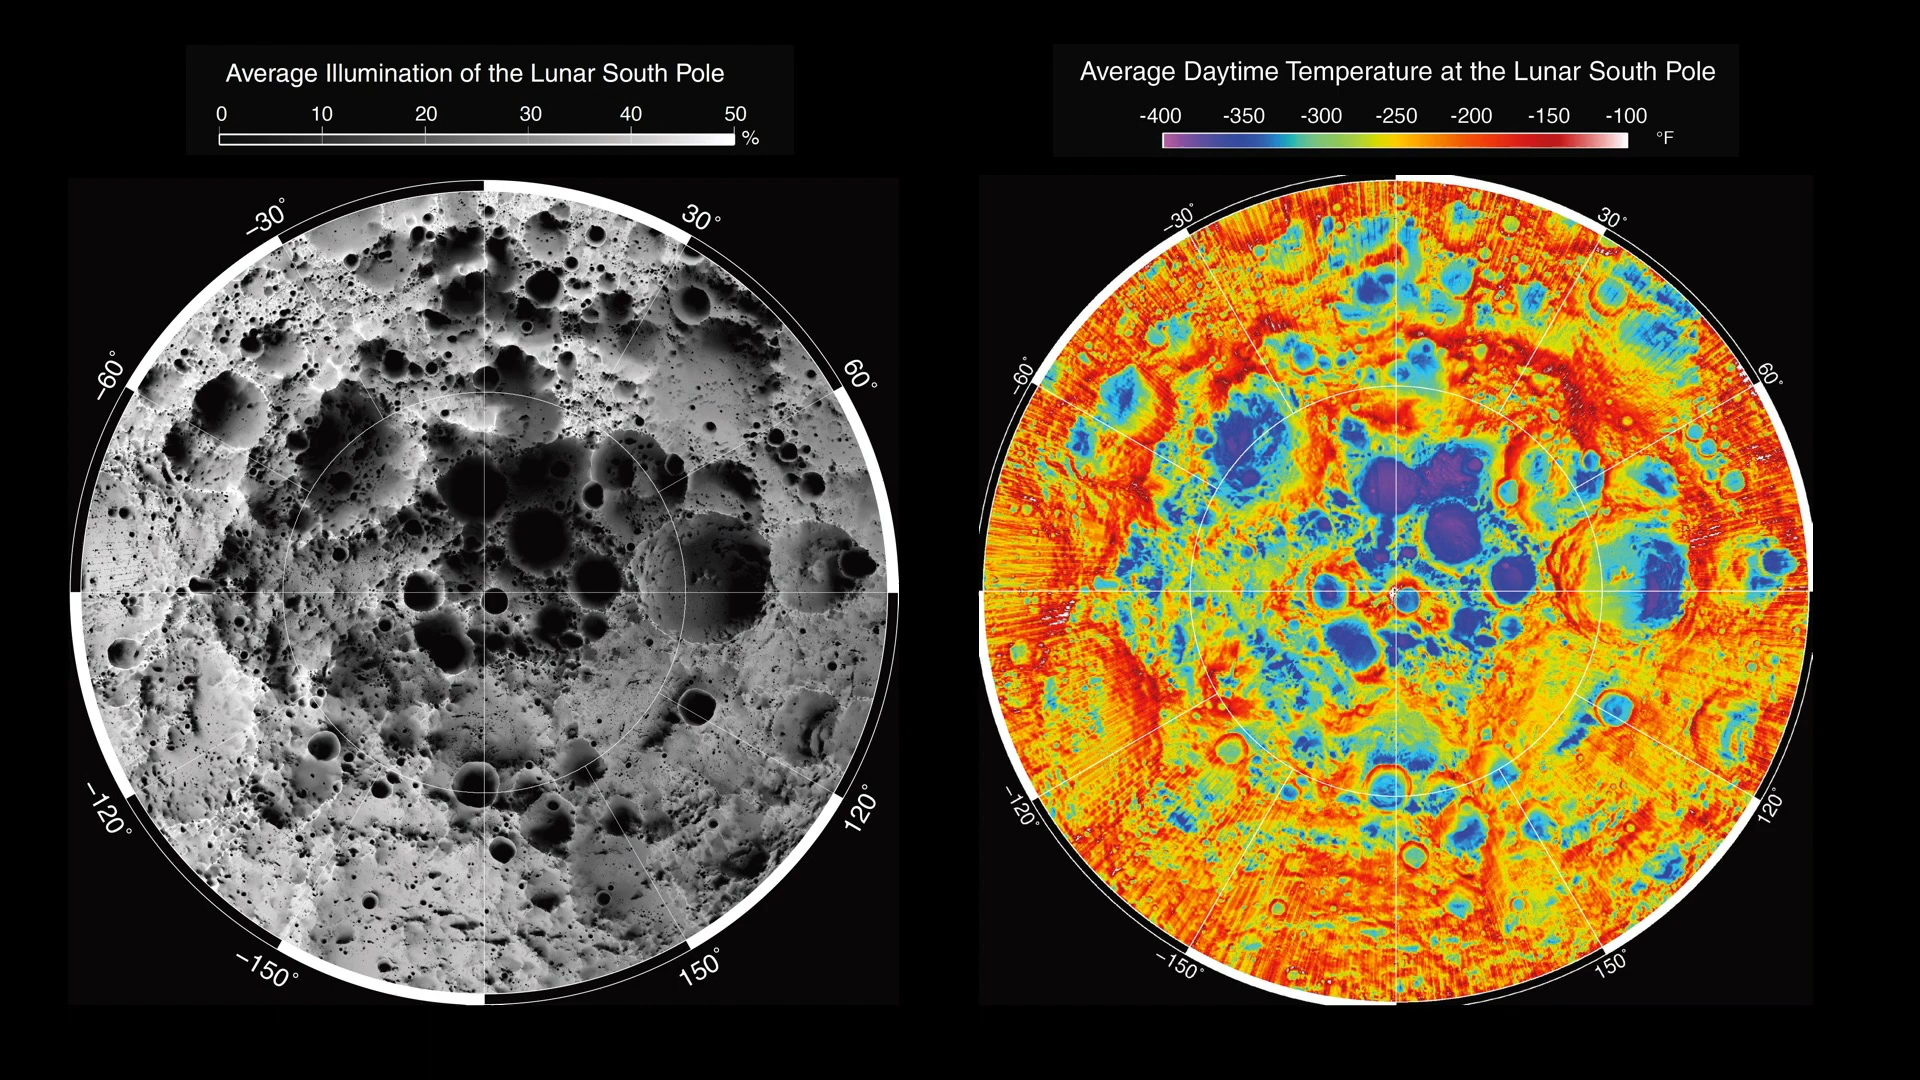 Average Illumination of the Lunar South Pole
0 10 20 30 40 50
%
−30° 30°
−60° 60°
−120° 120°
−150° 150°
Average Daytime Temperature at the Lunar South Pole
-400 -350 -300 -250 -200 -150 -100
°F
−30° 30°
−60° 60°
−120° 120°
−150° 150°